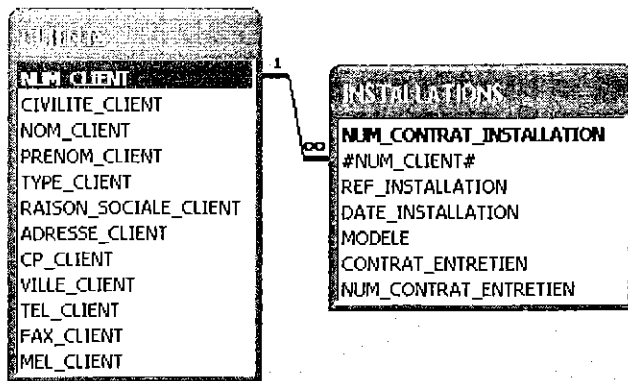 CLIENTS
NUM_CLIENT
CIVILITE_CLIENT
NOM_CLIENT
PRENOM_CLIENT
TYPE_CLIENT
RAISON_SOCIALE_CLIENT
ADRESSE_CLIENT
CP_CLIENT
VILLE_CLIENT
TEL_CLIENT
FAX_CLIENT
MEL_CLIENT
1
∞
INSTALLATIONS
NUM_CONTRAT_INSTALLATION
#NUM_CLIENT#
REF_INSTALLATION
DATE_INSTALLATION
MODELE
CONTRAT_ENTRETIEN
NUM_CONTRAT_ENTRETIEN